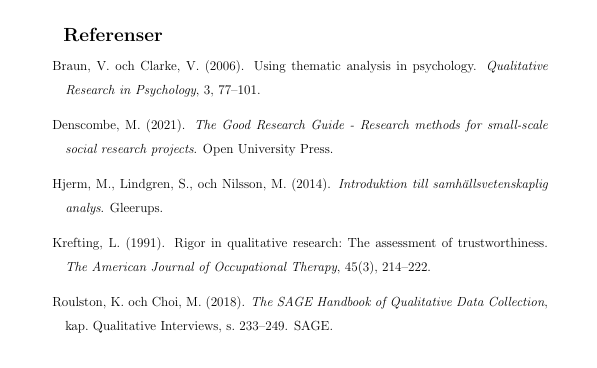 Referenser
Braun, V. och Clarke, V. (2006). Using thematic analysis in psychology. Qualitative
Research in Psychology, 3, 77–101.
Denscombe, M. (2021). The Good Research Guide - Research methods for small-scale
social research projects. Open University Press.
Hjerm, M., Lindgren, S., och Nilsson, M. (2014). Introduktion till samhällsvetenskaplig
analys. Gleerups.
Krefting, L. (1991). Rigor in qualitative research: The assessment of trustworthiness.
The American Journal of Occupational Therapy, 45(3), 214–222.
Roulston, K. och Choi, M. (2018). The SAGE Handbook of Qualitative Data Collection,
kap. Qualitative Interviews, s. 233–249. SAGE.